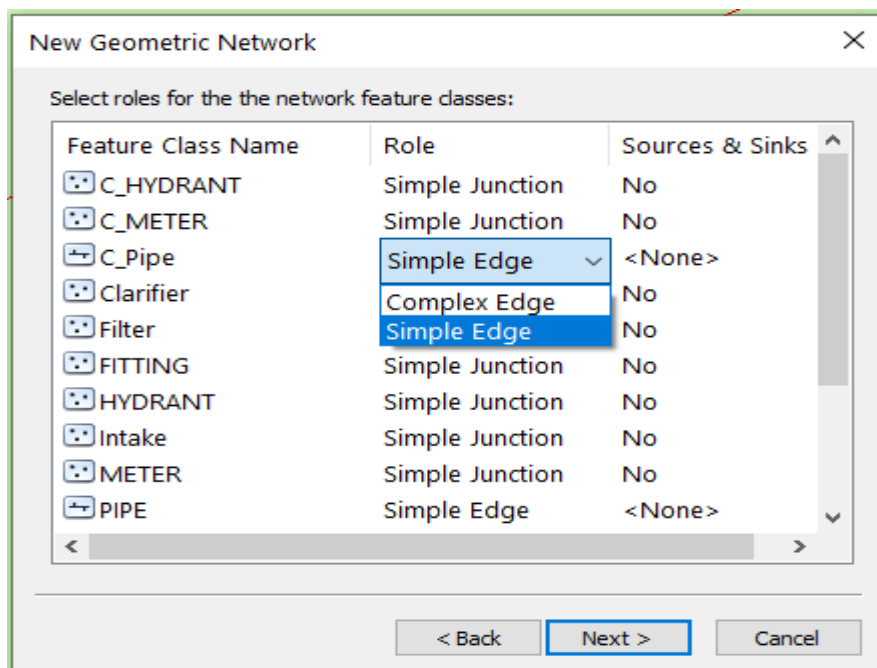 New Geometric Network
Select roles for the the network feature classes:
Feature Class Name Role Sources & Sinks
C_HYDRANT Simple Junction No
C_METER Simple Junction No
C_Pipe Simple Edge <None>
Clarifier Complex Edge No
Filter Simple Edge No
FITTING Simple Junction No
HYDRANT Simple Junction No
Intake Simple Junction No
METER Simple Junction No
PIPE Simple Edge <None>
< Back Next > Cancel